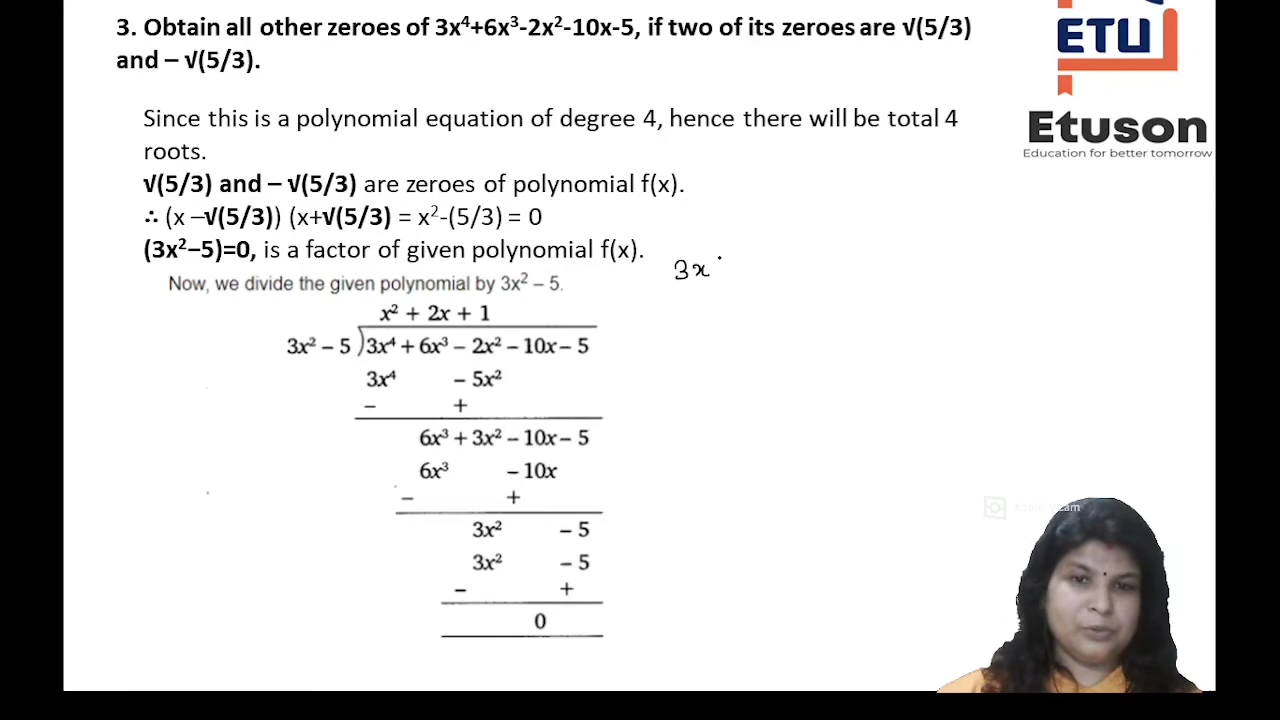 3. Obtain all other zeroes of 3x⁴+6x³-2x²-10x-5, if two of its zeroes are √(5/3)
and – √(5/3).
ETU
Etuson
Education for better tomorrow
Since this is a polynomial equation of degree 4, hence there will be total 4
roots.
√(5/3) and – √(5/3) are zeroes of polynomial f(x).
∴ (x –√(5/3)) (x+√(5/3) = x²-(5/3) = 0
(3x²−5)=0, is a factor of given polynomial f(x).
3x
Now, we divide the given polynomial by 3x² – 5.
x² + 2x + 1
3x² – 5 )3x⁴ + 6x³ – 2x² – 10x – 5
3x⁴ – 5x²
– +
6x³ + 3x² – 10x – 5
6x³ – 10x
– +
3x² – 5
3x² – 5
– +
0